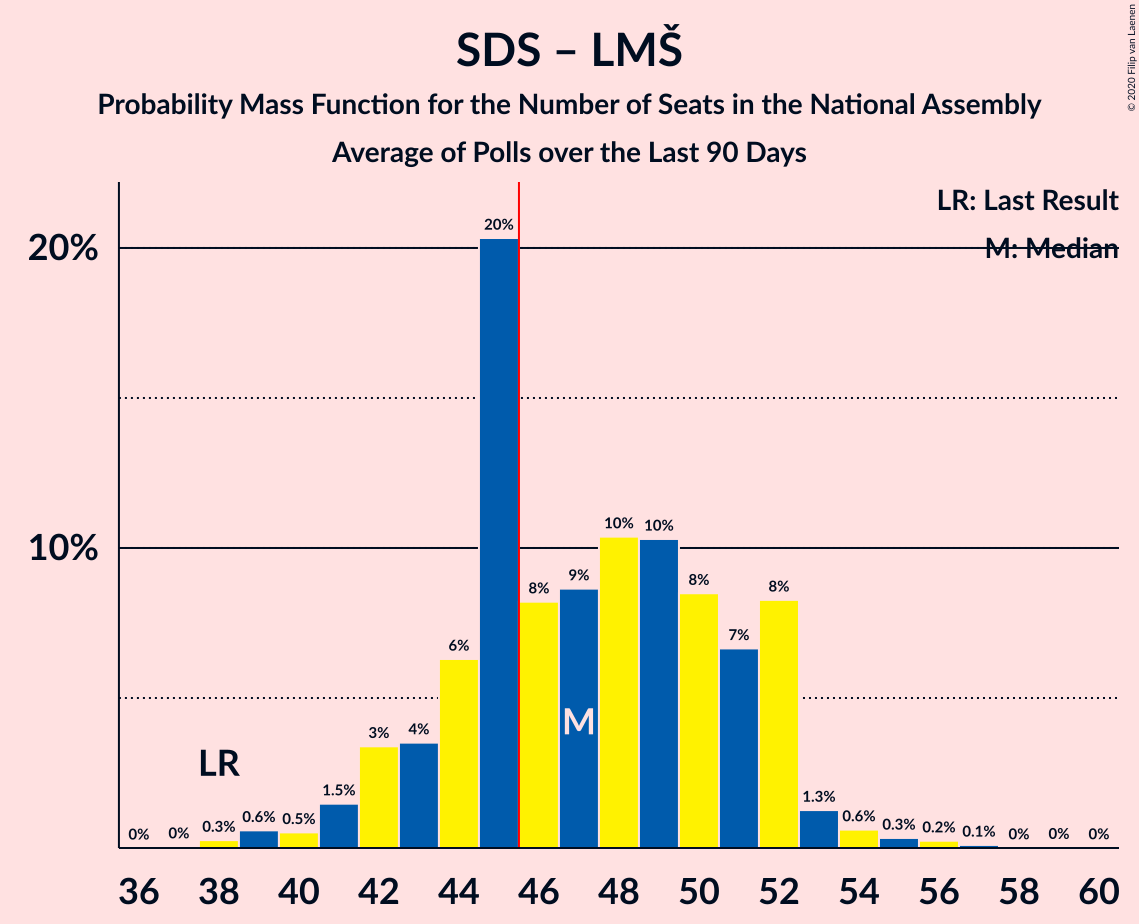 SDS – LMŠ
Probability Mass Function for the Number of Seats in the National Assembly
Average of Polls over the Last 90 Days
© 2020 Filip van Laenen
LR: Last Result
M: Median
20%
10%
0% 0% 0.3% 0.6% 0.5% 1.5% 3% 4% 6% 20% 8% 9% 10% 10% 8% 7% 8% 1.3% 0.6% 0.3% 0.2% 0.1% 0% 0% 0%
LR
M
36 38 40 42 44 46 48 50 52 54 56 58 60